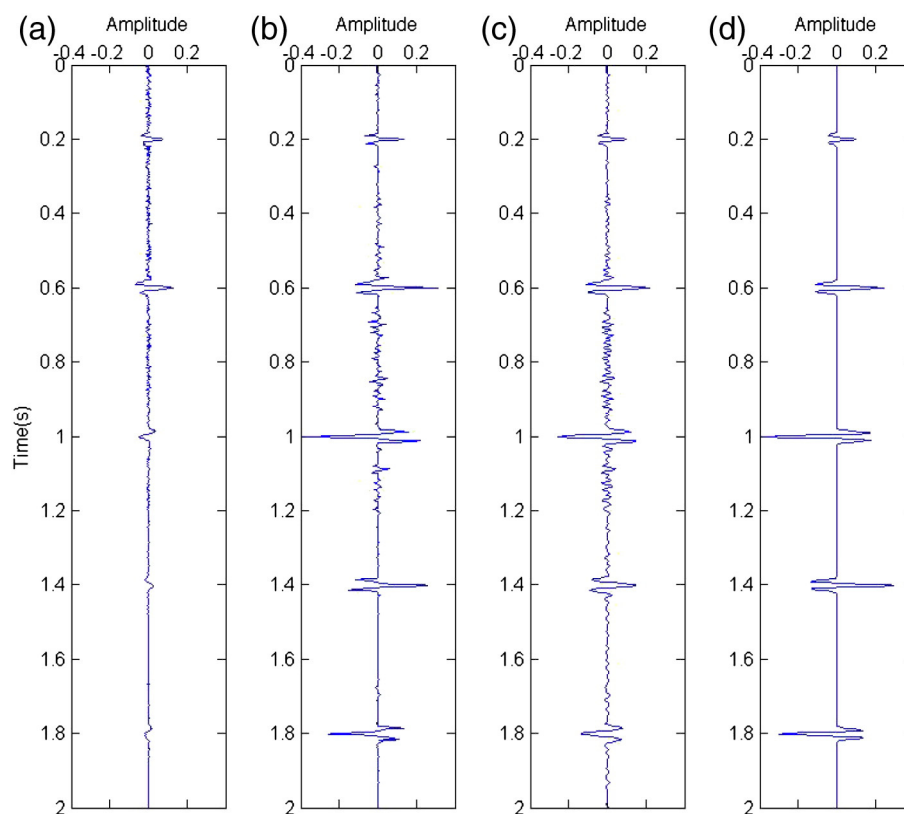 (a) Amplitude (b) Amplitude (c) Amplitude (d) Amplitude
-0.4 -0.2 0 0.2 -0.4 -0.2 0 0.2 -0.4 -0.2 0 0.2 -0.4 -0.2 0 0.2
0 0 0 0
0.2 0.2 0.2 0.2
0.4 0.4 0.4 0.4
0.6 0.6 0.6 0.6
0.8 0.8 0.8 0.8
Time(s) 1 1 1 1
1.2 1.2 1.2 1.2
1.4 1.4 1.4 1.4
1.6 1.6 1.6 1.6
1.8 1.8 1.8 1.8
2 2 2 2